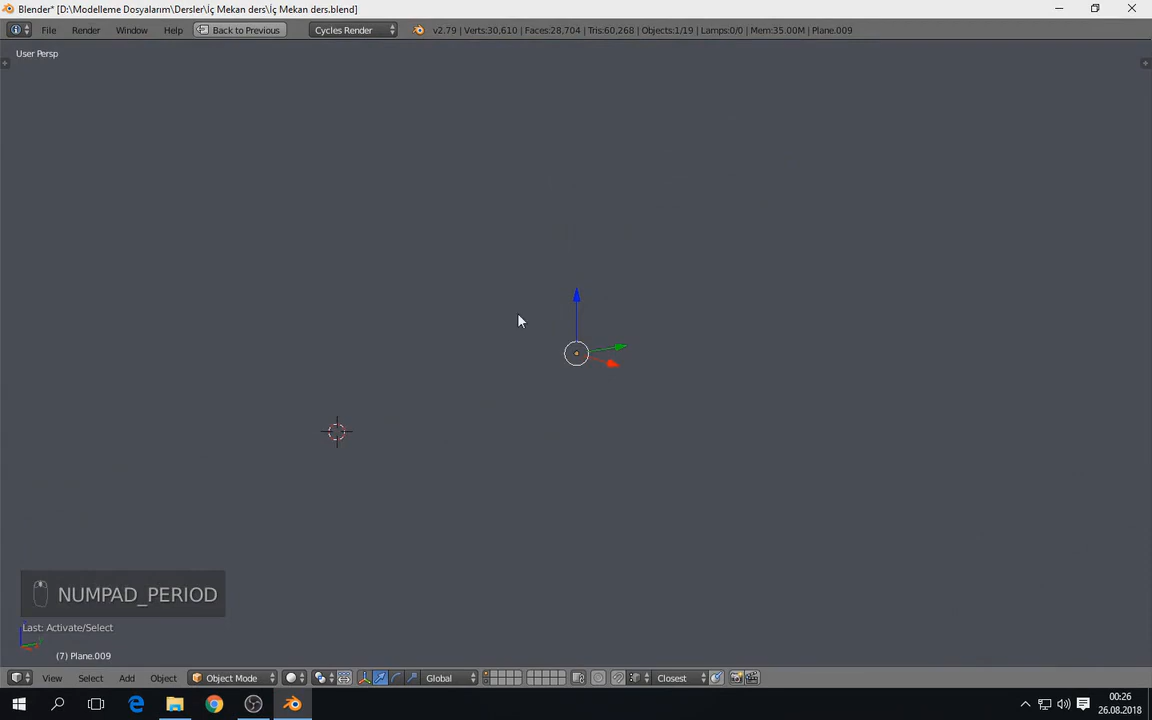 Blender* [D:\Modelleme Dosyalarım\Dersler\İç Mekan ders\İç Mekan ders.blend]
File Render Window Help Back to Previous Cycles Render v2.79 | Verts:30,610 | Faces:28,704 | Tris:60,268 | Objects:1/19 | Lamps:0/0 | Mem:35.00M | Plane.009
User Persp
NUMPAD_PERIOD
Last: Activate/Select
(7) Plane.009
View Select Add Object Object Mode Global Closest
00:26
26.08.2018